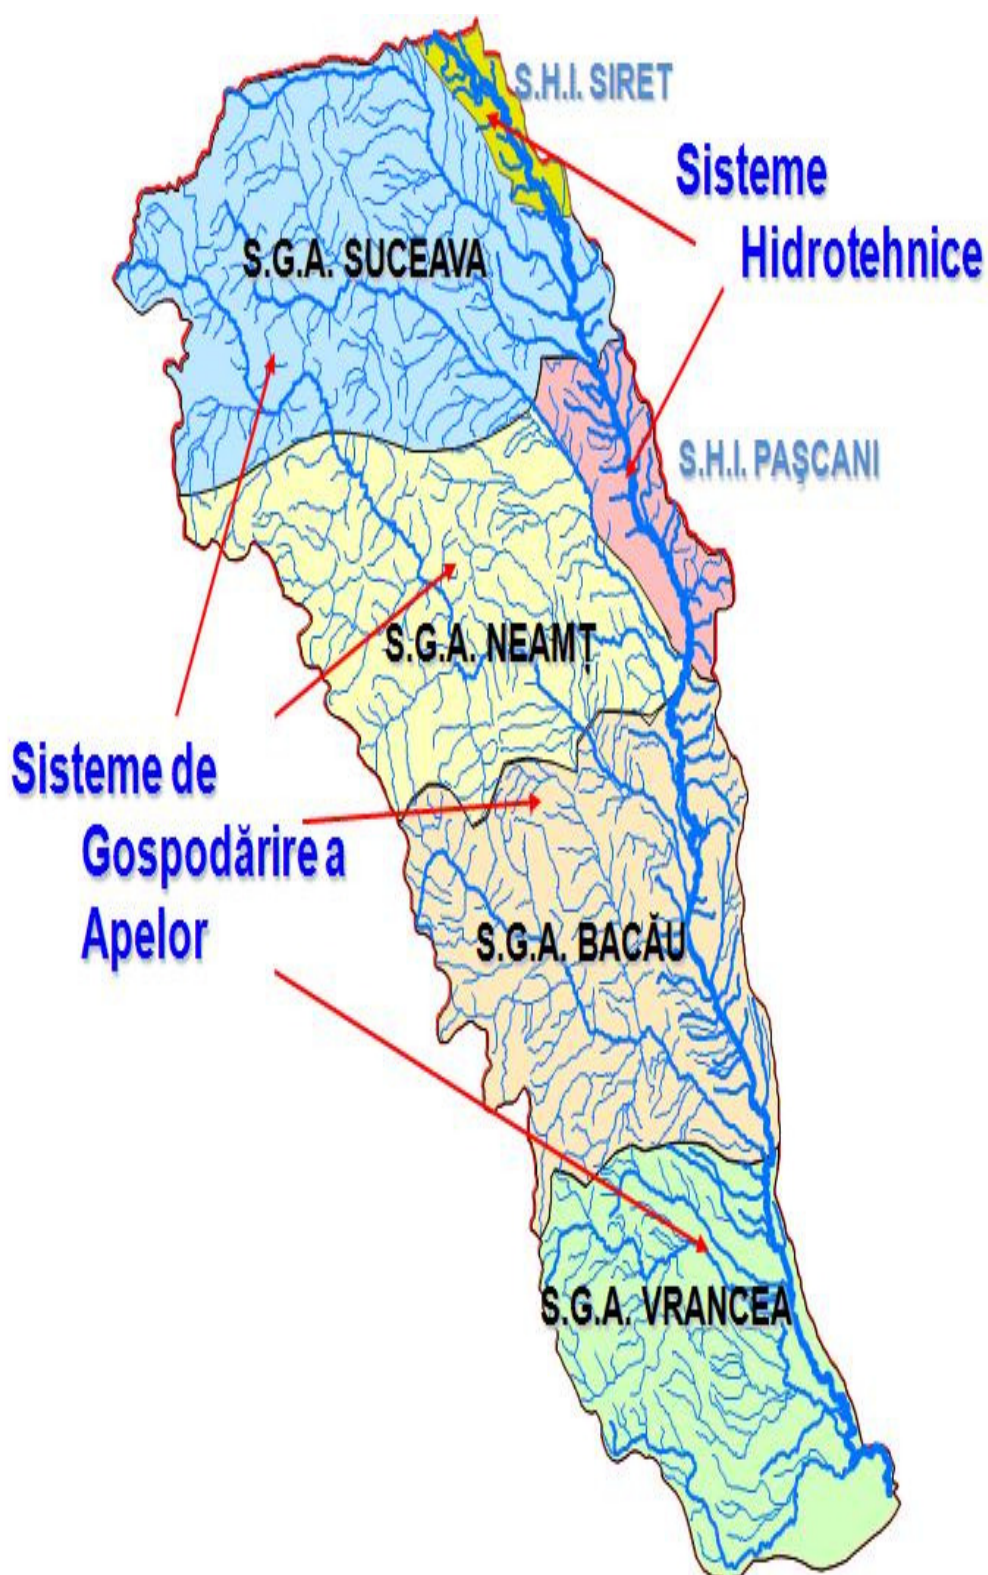 S.H.I. SIRET
Sisteme
Hidrotehnice
S.G.A. SUCEAVA
S.H.I. PAŞCANI
S.G.A. NEAMȚ
Sisteme de
Gospodărire a
Apelor
S.G.A. BACĂU
S.G.A. VRANCEA